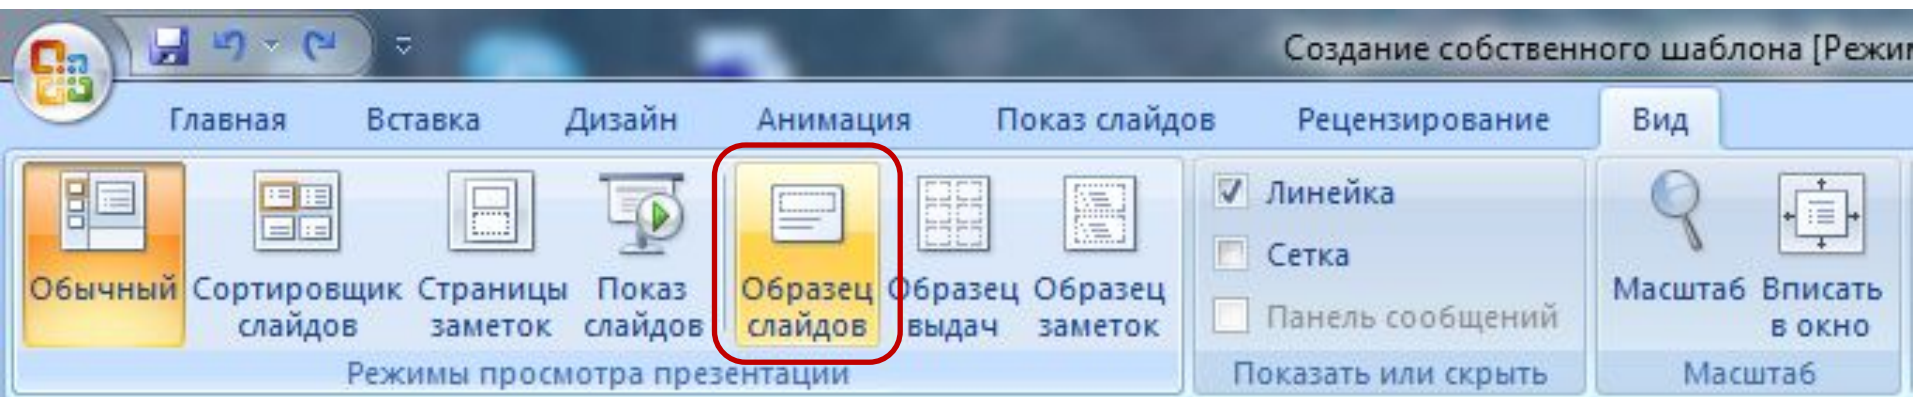 Создание собственного шаблона [Режи
Главная Вставка Дизайн Анимация Показ слайдов Рецензирование Вид
Обычный
Сортировщик
слайдов
Страницы
заметок
Показ
слайдов
Образец
слайдов
Образец
выдач
Образец
заметок
Режимы просмотра презентации
Линейка
Сетка
Панель сообщений
Показать или скрыть
Масштаб
Вписать
в окно
Масштаб